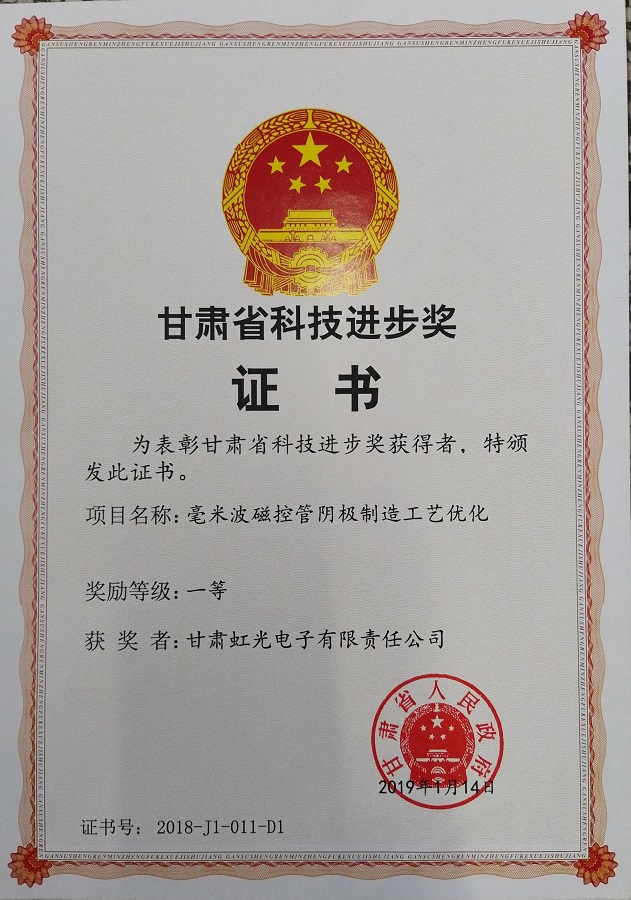 GANSUSHENGRENMINZHENGFUKEXUEJISHUJIANG GANSUSHENGRENMINZHENGFUKEXUEJISHUJIANG
甘肃省科技进步奖
证 书
为表彰甘肃省科技进步奖获得者，特颁
发此证书。
项目名称：毫米波磁控管阴极制造工艺优化
奖励等级：一等
获 奖 者：甘肃虹光电子有限责任公司
甘肃省人民政府
2019年1月14日
证书号： 2018-J1-011-D1